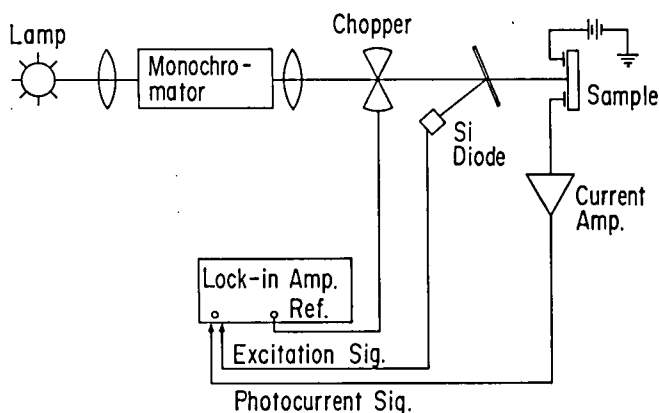 Lamp
Monochro-
mator
Chopper
Si
Diode
Sample
Current
Amp.
Lock-in Amp.
Ref.
Excitation Sig.
Photocurrent Sig.